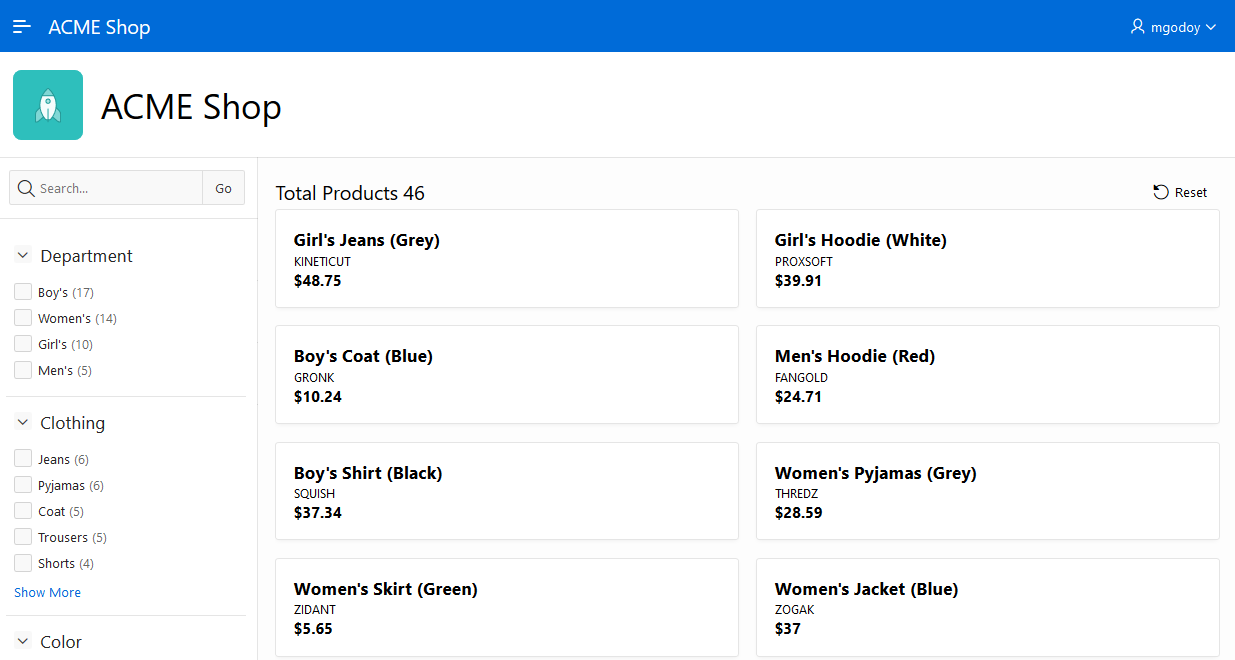 ACME Shop
mgodoy
ACME Shop
Search...
Go
Department
Boy's (17)
Women's (14)
Girl's (10)
Men's (5)
Clothing
Jeans (6)
Pyjamas (6)
Coat (5)
Trousers (5)
Shorts (4)
Show More
Color
Total Products 46
Reset
Girl's Jeans (Grey)
KINETICUT
$48.75
Girl's Hoodie (White)
PROXSOFT
$39.91
Boy's Coat (Blue)
GRONK
$10.24
Men's Hoodie (Red)
FANGOLD
$24.71
Boy's Shirt (Black)
SQUISH
$37.34
Women's Pyjamas (Grey)
THREDZ
$28.59
Women's Skirt (Green)
ZIDANT
$5.65
Women's Jacket (Blue)
ZOGAK
$37